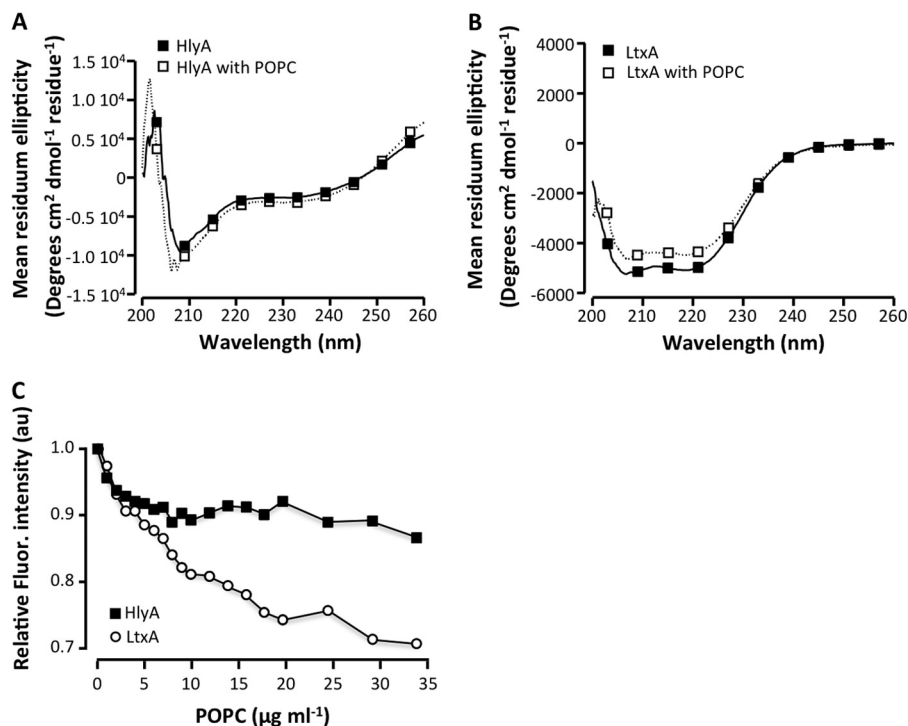 A
Mean residuum ellipticity
(Degrees cm² dmol⁻¹ residue⁻¹)
HlyA
HlyA with POPC
1.5 10⁴
1.0 10⁴
0.5 10⁴
0
-0.5 10⁴
-1.0 10⁴
-1.5 10⁴
200 210 220 230 240 250 260
Wavelength (nm)
B
Mean residuum ellipticity
(Degrees cm² dmol⁻¹ residue⁻¹)
LtxA
LtxA with POPC
4000
2000
0
-2000
-4000
-6000
200 210 220 230 240 250 260
Wavelength (nm)
C
Relative Fluor. intensity (au)
1.0
0.9
0.8
0.7
HlyA
LtxA
0 5 10 15 20 25 30 35
POPC (µg ml⁻¹)